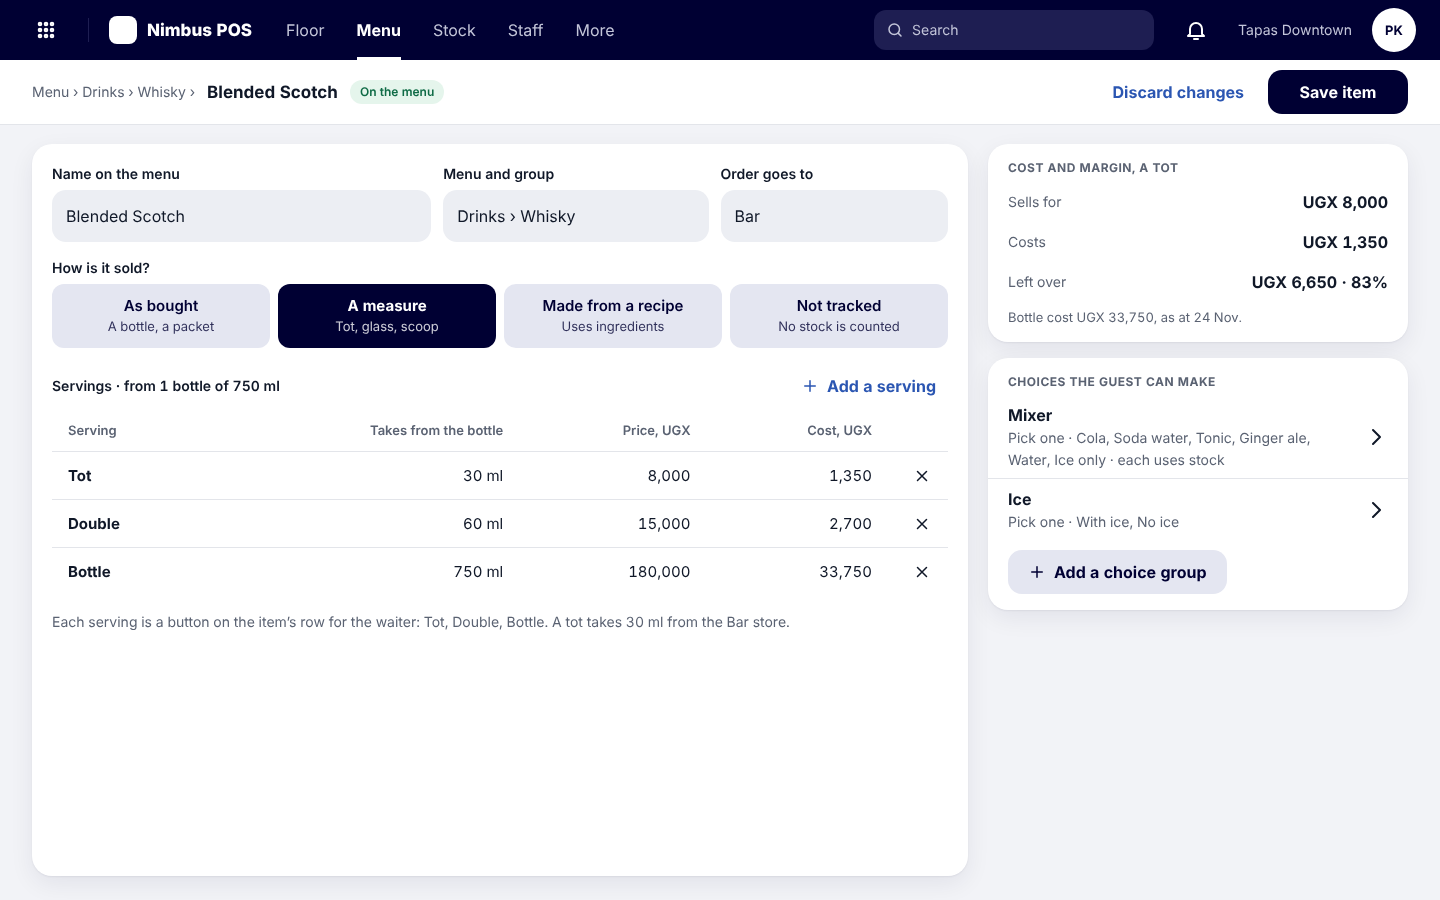 Nimbus POS
Floor
Menu
Stock
Staff
More
Search
Tapas Downtown
PK
Menu › Drinks › Whisky ›
Blended Scotch
On the menu
Discard changes
Save item
Name on the menu
Blended Scotch
Menu and group
Drinks › Whisky
Order goes to
Bar
How is it sold?
As bought
A bottle, a packet
A measure
Tot, glass, scoop
Made from a recipe
Uses ingredients
Not tracked
No stock is counted
Servings · from 1 bottle of 750 ml
Add a serving
Serving Takes from the bottle Price, UGX Cost, UGX
Tot 30 ml 8,000 1,350
Double 60 ml 15,000 2,700
Bottle 750 ml 180,000 33,750
Each serving is a button on the item’s row for the waiter: Tot, Double, Bottle. A tot takes 30 ml from the Bar store.
COST AND MARGIN, A TOT
Sells for UGX 8,000
Costs UGX 1,350
Left over UGX 6,650 · 83%
Bottle cost UGX 33,750, as at 24 Nov.
CHOICES THE GUEST CAN MAKE
Mixer
Pick one · Cola, Soda water, Tonic, Ginger ale,
Water, Ice only · each uses stock
Ice
Pick one · With ice, No ice
Add a choice group